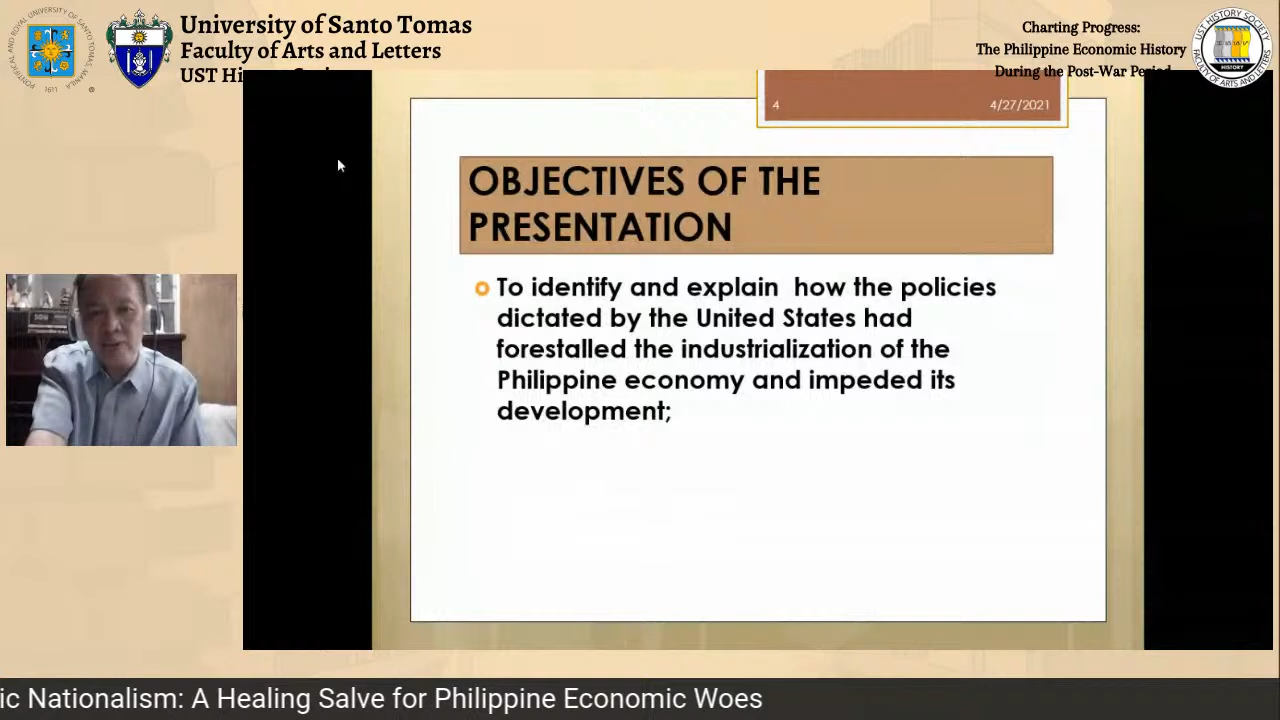 University of Santo Tomas
Faculty of Arts and Letters
UST Hi
Charting Progress:
The Philippine Economic History
During the Post-War Period
4 4/27/2021
OBJECTIVES OF THE
PRESENTATION
To identify and explain how the policies
dictated by the United States had
forestalled the industrialization of the
Philippine economy and impeded its
development;
ic Nationalism: A Healing Salve for Philippine Economic Woes